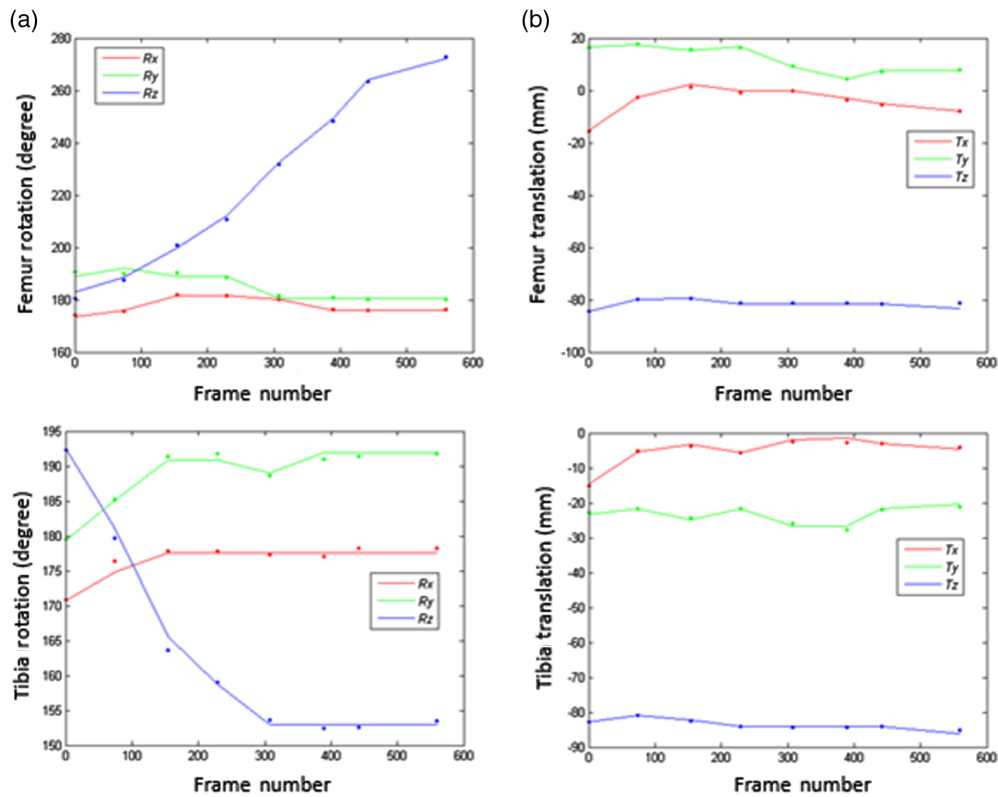 (a)
280
260
240
220
200
180
160
Femur rotation (degree)
Rx
Ry
Rz
0 100 200 300 400 500 600
Frame number
(b)
20
0
-20
-40
-60
-80
-100
Femur translation (mm)
Tx
Ty
Tz
0 100 200 300 400 500 600
Frame number
195
190
185
180
175
170
165
160
155
150
Tibia rotation (degree)
Rx
Ry
Rz
0 100 200 300 400 500 600
Frame number
0
-10
-20
-30
-40
-50
-60
-70
-80
-90
Tibia translation (mm)
Tx
Ty
Tz
0 100 200 300 400 500 600
Frame number